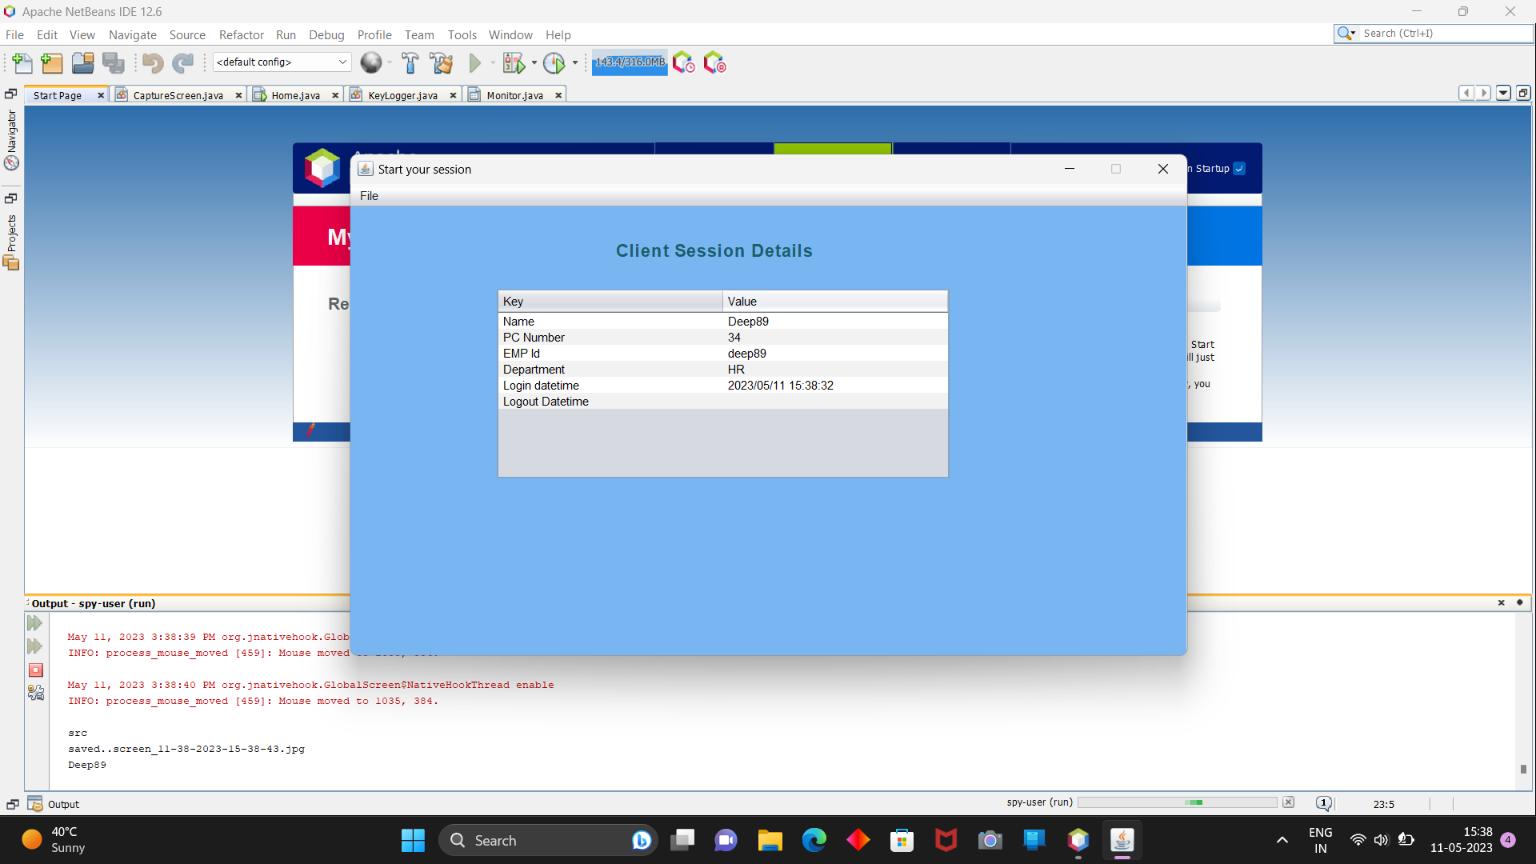 Apache NetBeans IDE 12.6
File Edit View Navigate Source Refactor Run Debug Profile Team Tools Window Help
Search (Ctrl+I)
<default config>
143.4/316.0MB
Start Page CaptureScreen.java Home.java KeyLogger.java Monitor.java
Navigator
Projects
n Startup
My
Re
Start
ll just
, you
Start your session
File
Client Session Details
Key Value
Name Deep89
PC Number 34
EMP Id deep89
Department HR
Login datetime 2023/05/11 15:38:32
Logout Datetime
Output - spy-user (run)
May 11, 2023 3:38:39 PM org.jnativehook.Glob
INFO: process_mouse_moved [459]: Mouse moved
May 11, 2023 3:38:40 PM org.jnativehook.GlobalScreen$NativeHookThread enable
INFO: process_mouse_moved [459]: Mouse moved to 1035, 384.
src
saved..screen_11-38-2023-15-38-43.jpg
Deep89
Output
spy-user (run)
1
23:5
40°C
Sunny
Search
ENG
IN
15:38
11-05-2023
4